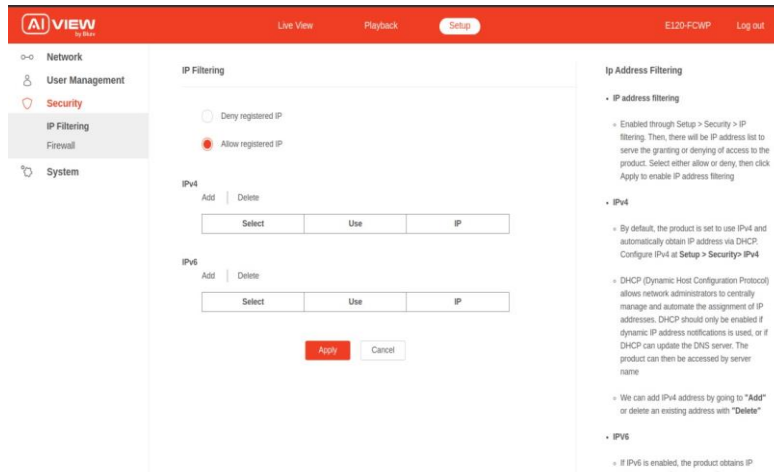 AI VIEW
by Bluv
Live View
Playback
Setup
E120-FCWP
Log out
Network
User Management
Security
IP Filtering
Firewall
System
IP Filtering
Deny registered IP
Allow registered IP
IPv4
Add
Delete
Select
Use
IP
IPv6
Add
Delete
Select
Use
IP
Apply
Cancel
Ip Address Filtering
• IP address filtering
Enabled through Setup > Security > IP
filtering. Then, there will be IP address list to
serve the granting or denying of access to the
product. Select either allow or deny, then click
Apply to enable IP address filtering
• IPv4
By default, the product is set to use IPv4 and
automatically obtain IP address via DHCP.
Configure IPv4 at Setup > Security> IPv4
DHCP (Dynamic Host Configuration Protocol)
allows network administrators to centrally
manage and automate the assignment of IP
addresses. DHCP should only be enabled if
dynamic IP address notifications is used, or if
DHCP can update the DNS server. The
product can then be accessed by server
name
We can add IPv4 address by going to "Add"
or delete an existing address with "Delete"
• IPV6
If IPv6 is enabled, the product obtains IP